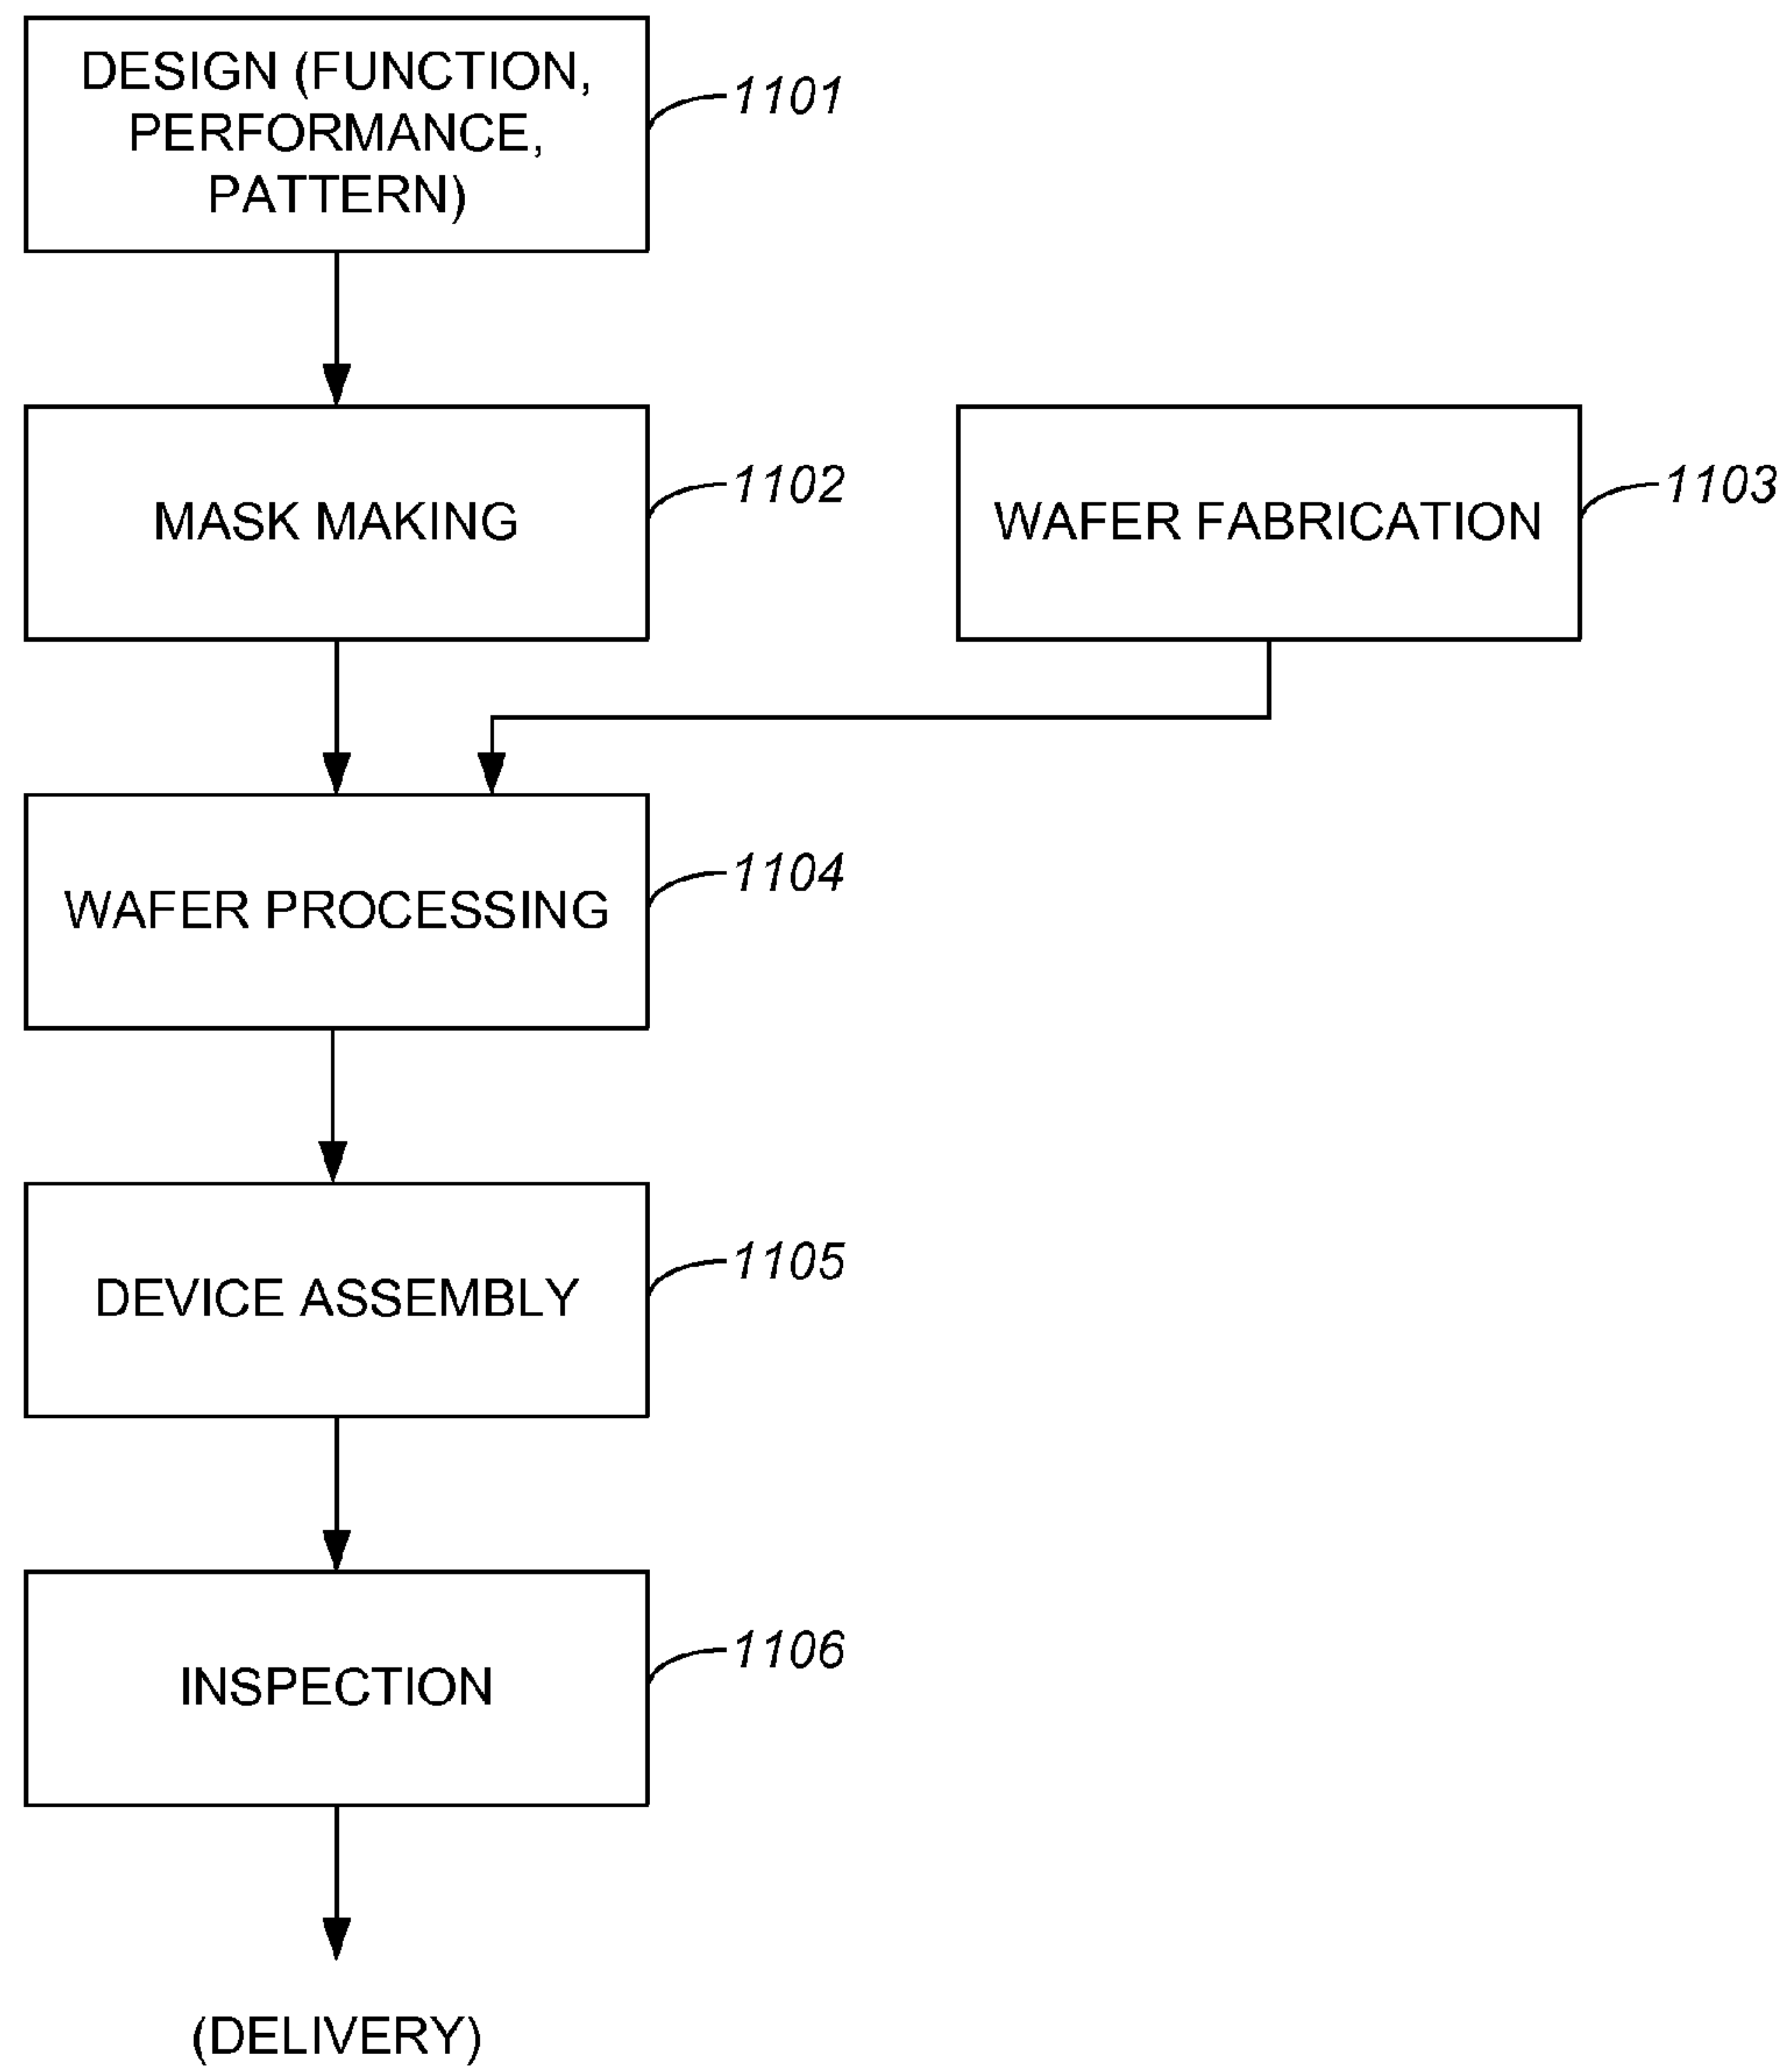 DESIGN (FUNCTION,
PERFORMANCE,
PATTERN)
1101
MASK MAKING
1102
WAFER FABRICATION
1103
WAFER PROCESSING
1104
DEVICE ASSEMBLY
1105
INSPECTION
1106
(DELIVERY)